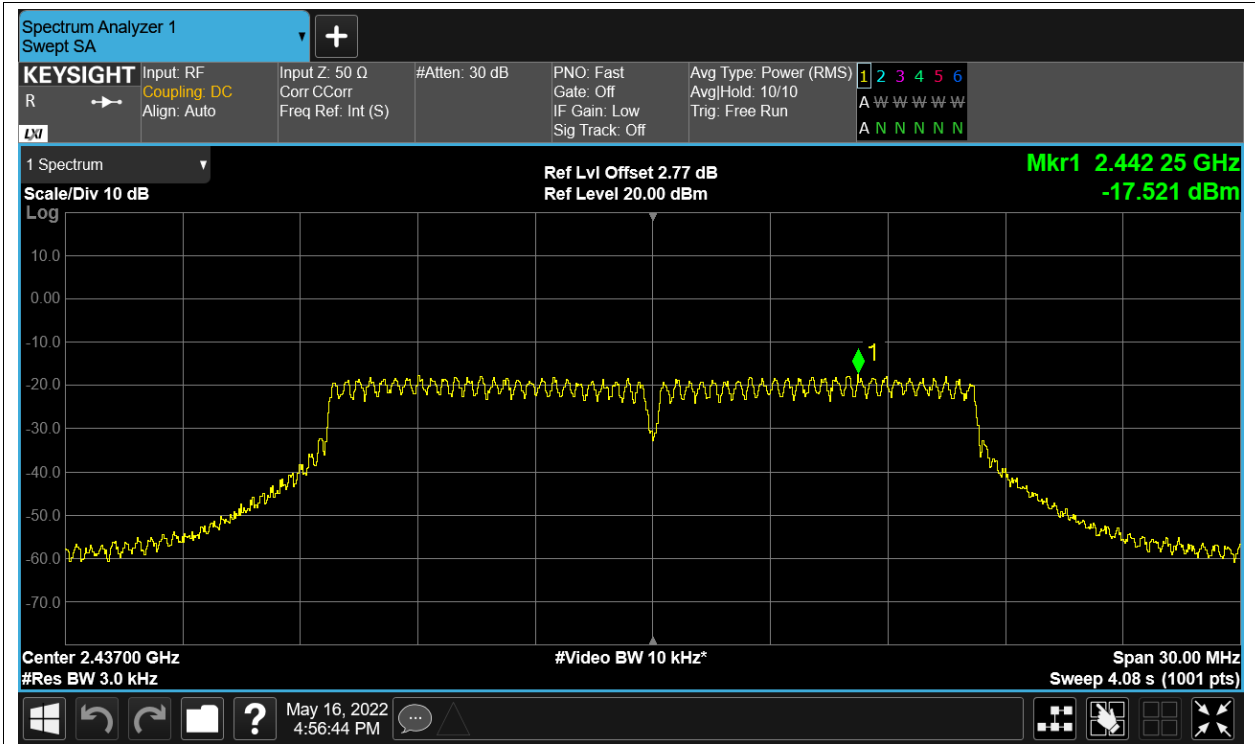 Spectrum Analyzer 1
Swept SA
KEYSIGHT
R
LXI
Input: RF
Coupling: DC
Align: Auto
Input Z: 50 Ω
Corr CCorr
Freq Ref: Int (S)
#Atten: 30 dB
PNO: Fast
Gate: Off
IF Gain: Low
Sig Track: Off
Avg Type: Power (RMS)
Avg|Hold: 10/10
Trig: Free Run
1 2 3 4 5 6
A W W W W W
A N N N N N
1 Spectrum
Scale/Div 10 dB
Log
Ref Lvl Offset 2.77 dB
Ref Level 20.00 dBm
Mkr1 2.442 25 GHz
-17.521 dBm
10.0
0.00
-10.0
1
-20.0
-30.0
-40.0
-50.0
-60.0
-70.0
Center 2.43700 GHz
#Res BW 3.0 kHz
#Video BW 10 kHz*
Span 30.00 MHz
Sweep 4.08 s (1001 pts)
?
May 16, 2022
4:56:44 PM